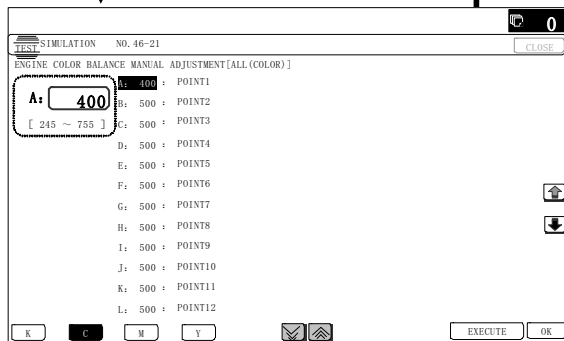 0
TEST SIMULATION NO.46-21
CLOSE
ENGINE COLOR BALANCE MANUAL ADJUSTMENT[ALL(COLOR)]
A: 400
[ 245 ~ 755 ]
A: 400 : POINT1
B: 500 : POINT2
C: 500 : POINT3
D: 500 : POINT4
E: 500 : POINT5
F: 500 : POINT6
G: 500 : POINT7
H: 500 : POINT8
I: 500 : POINT9
J: 500 : POINT10
K: 500 : POINT11
L: 500 : POINT12
K C M Y EXECUTE OK